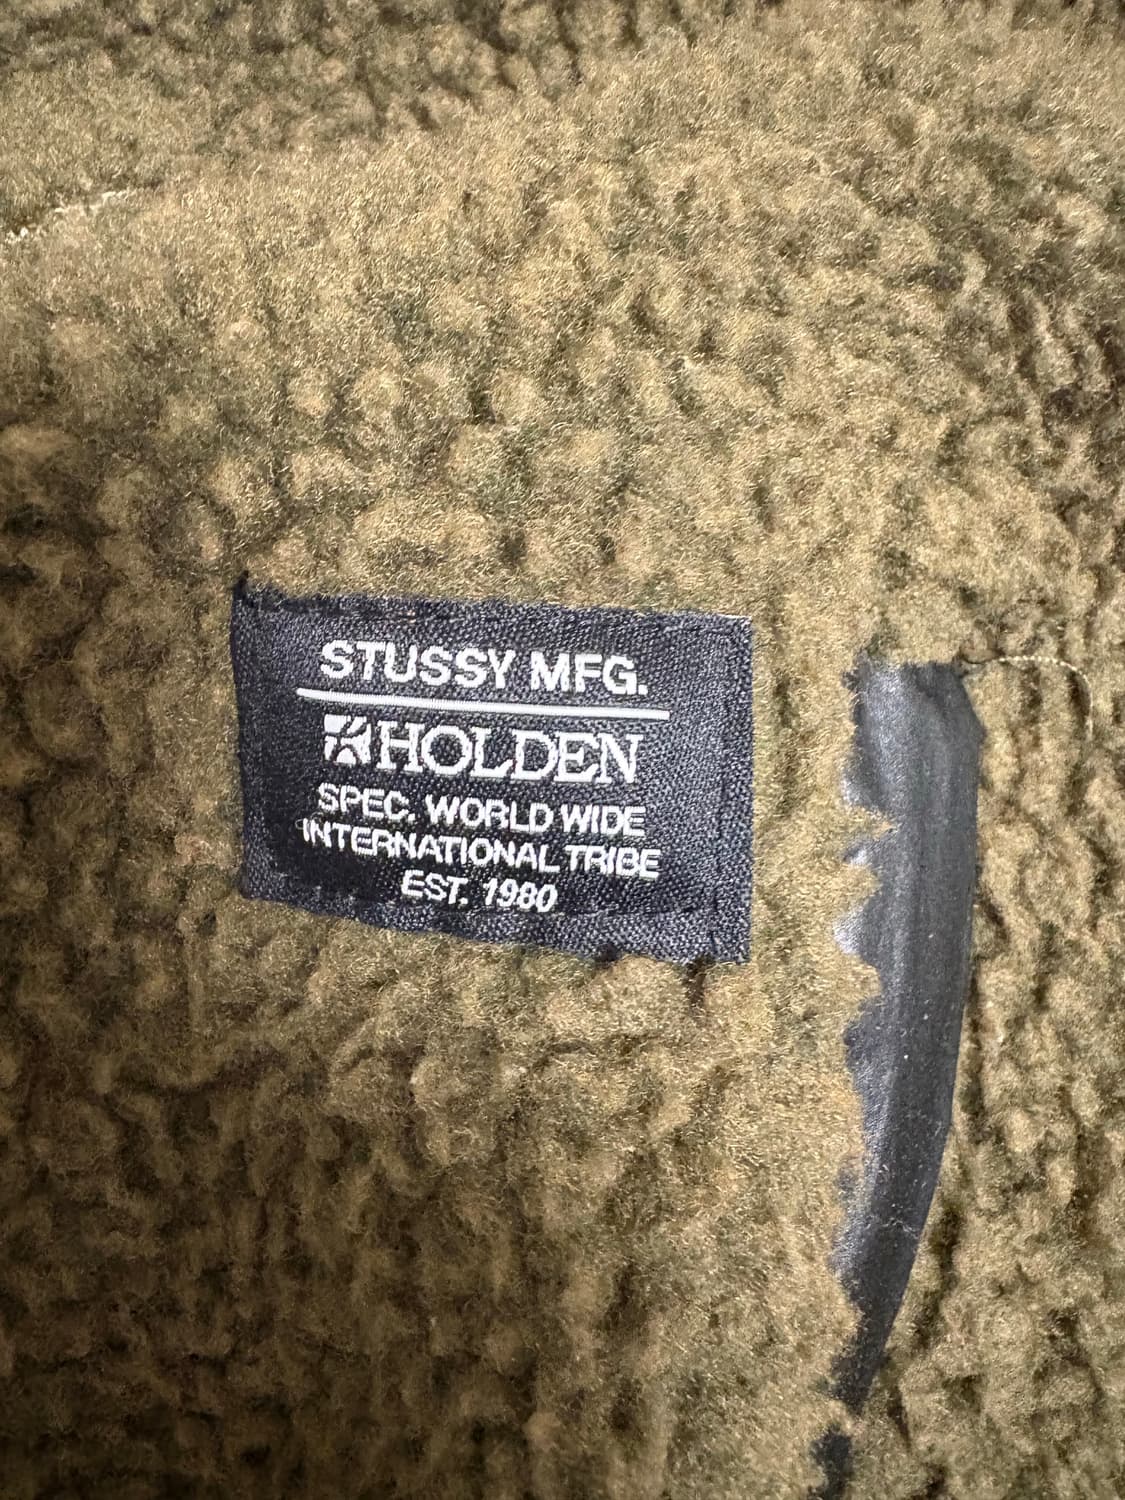 STUSSY MFG.
HOLDEN
SPEC. WORLD WIDE
INTERNATIONAL TRIBE
EST. 1980